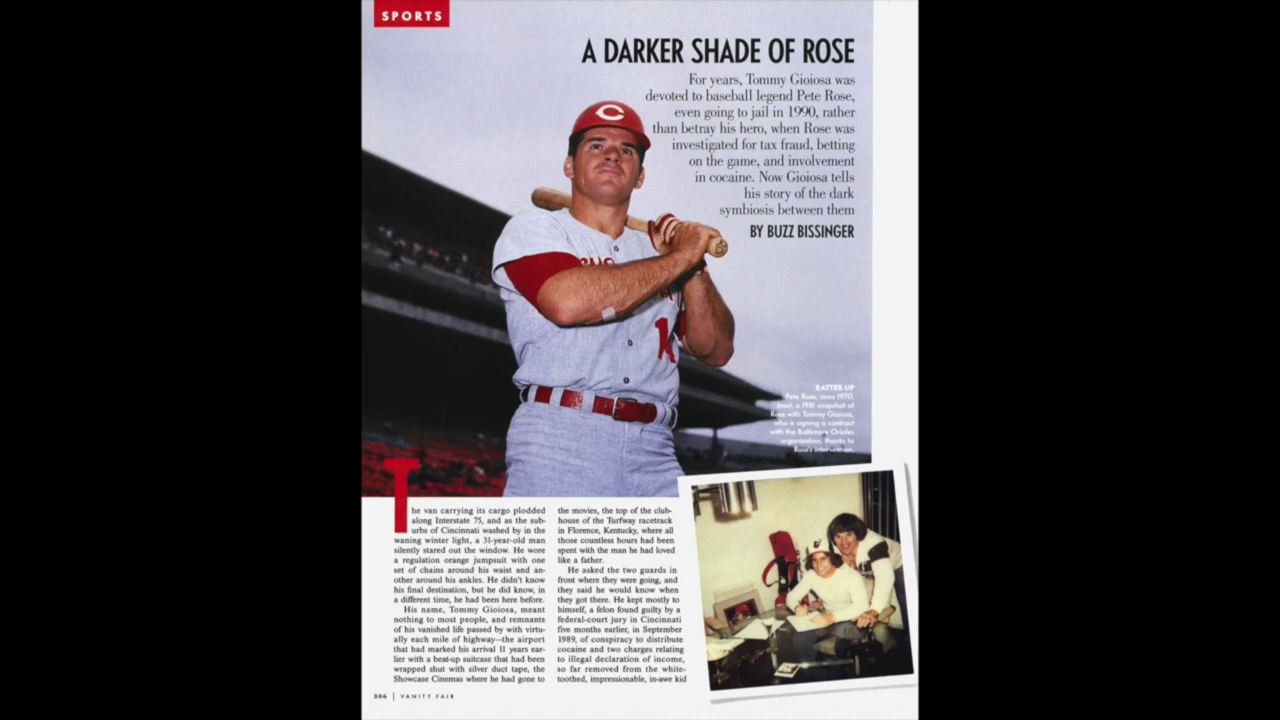 SPORTS
A DARKER SHADE OF ROSE
For years, Tommy Gioiosa was
devoted to baseball legend Pete Rose,
even going to jail in 1990, rather
than betray his hero, when Rose was
investigated for tax fraud, betting
on the game, and involvement
in cocaine. Now Gioiosa tells
his story of the dark
symbiosis between them
BY BUZZ BISSINGER
C
1
BATTER UP
Pete Rose, circa 1970.
Inset, a 1981 snapshot of
Rose with Tommy Gioiosa,
who is signing a contract
with the Baltimore Orioles
organization, thanks to
Rose's intervention.
The van carrying its cargo plodded
along Interstate 75, and as the sub-
urbs of Cincinnati washed by in the
waning winter light, a 31-year-old man
silently stared out the window. He wore
a regulation orange jumpsuit with one
set of chains around his waist and an-
other around his ankles. He didn't know
his final destination, but he did know, in
a different time, he had been here before.
His name, Tommy Gioiosa, meant
nothing to most people, and remnants
of his vanished life passed by with virtu-
ally each mile of highway—the airport
that had marked his arrival 11 years ear-
lier with a beat-up suitcase that had been
wrapped shut with silver duct tape, the
Showcase Cinemas where he had gone to
the movies, the top of the club-
house of the Turfway racetrack
in Florence, Kentucky, where all
those countless hours had been
spent with the man he had loved
like a father.
He asked the two guards in
front where they were going, and
they said he would know when
they got there. He kept mostly to
himself, a felon found guilty by a
federal-court jury in Cincinnati
five months earlier, in September
1989, of conspiracy to distribute
cocaine and two charges relating
to illegal declaration of income,
so far removed from the white-
toothed, impressionable, in-awe kid
306 | VANITY FAIR